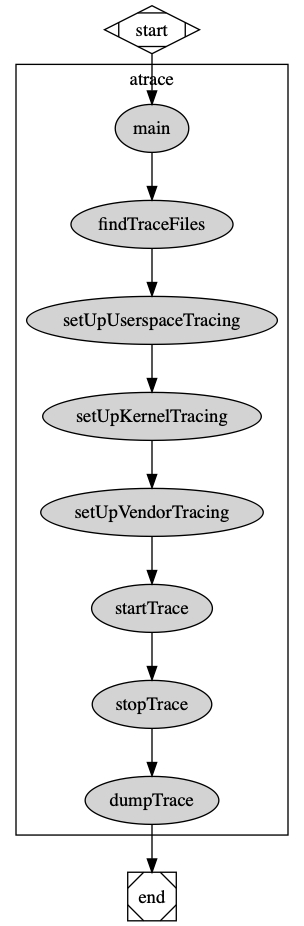 start
atrace
main
findTraceFiles
setUpUserspaceTracing
setUpKernelTracing
setUpVendorTracing
startTrace
stopTrace
dumpTrace
end